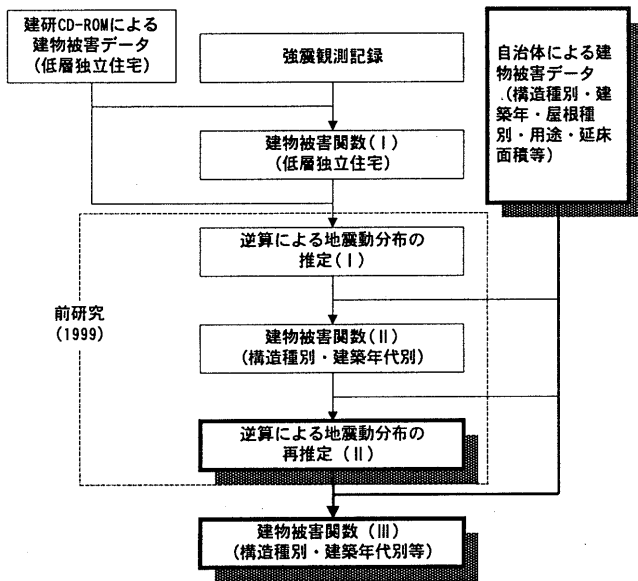 建研CD-ROMによる
建物被害データ
(低層独立住宅)
強震観測記録
自治体による建
物被害データ
(構造種別・建
築年・屋根種
別・用途・延床
面積等)
建物被害関数(I)
(低層独立住宅)
逆算による地震動分布の
推定(I)
前研究
(1999)
建物被害関数(II)
(構造種別・建築年代別)
逆算による地震動分布の
再推定(II)
建物被害関数(III)
(構造種別・建築年代別等)